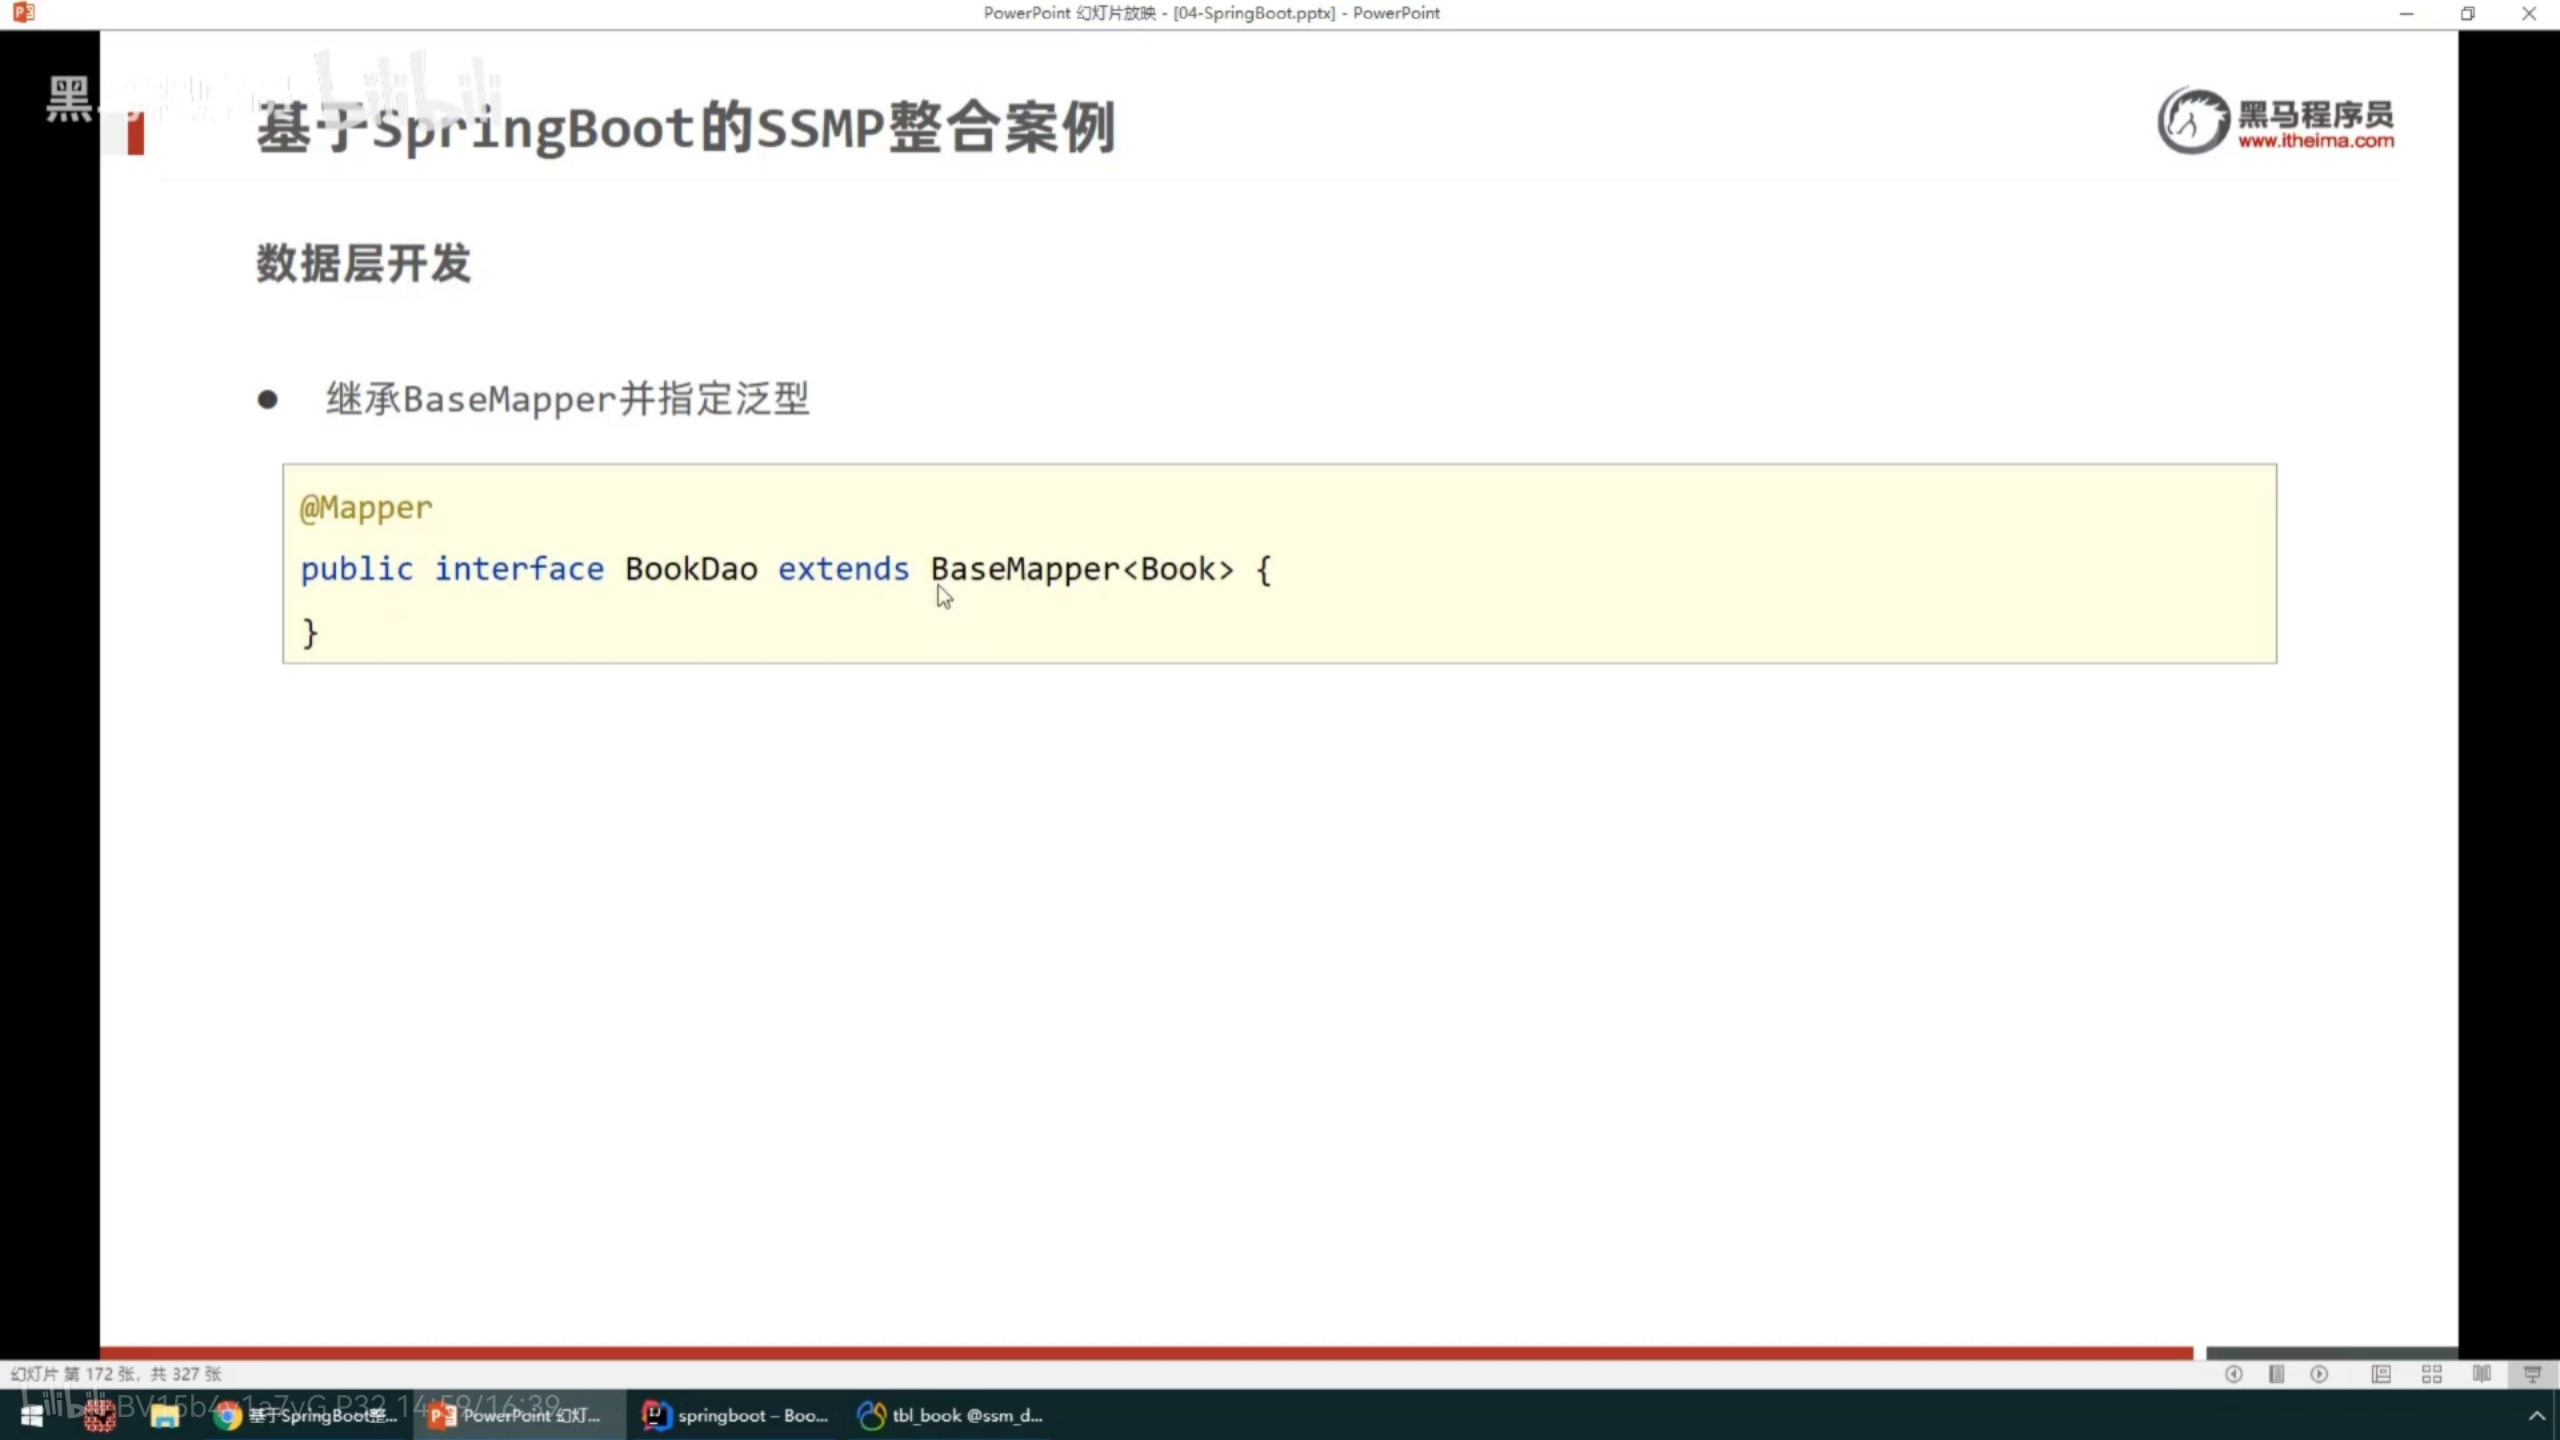 PowerPoint 幻灯片放映 - [04-SpringBoot.pptx] - PowerPoint
黑
bilibili
基于SpringBoot的SSMP整合案例
黑马程序员
www.itheima.com
数据层开发
● 继承BaseMapper并指定泛型
@Mapper
public interface BookDao extends BaseMapper<Book> {
}
幻灯片 第 172 张，共 327 张
bilibili P32 14:59/16:39
基于SpringBoot整...
PowerPoint 幻灯...
springboot – Boo...
tbl_book @ssm_d...